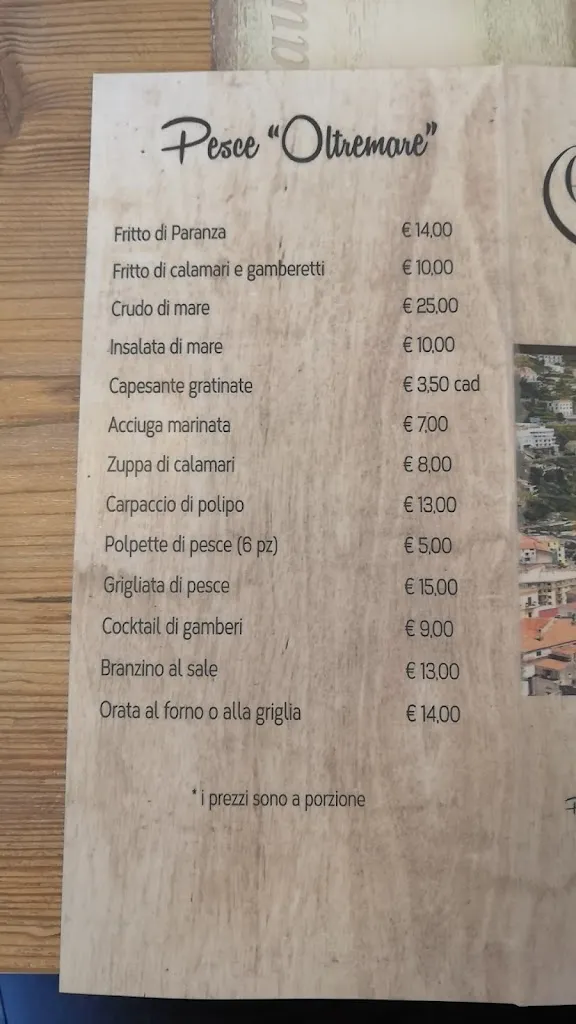 Pesce “Oltremare”
Fritto di Paranza € 14,00
Fritto di calamari e gamberetti € 10,00
Crudo di mare € 25,00
Insalata di mare € 10,00
Capesante gratinate € 3,50 cad
Acciuga marinata € 7,00
Zuppa di calamari € 8,00
Carpaccio di polipo € 13,00
Polpette di pesce (6 pz) € 5,00
Grigliata di pesce € 15,00
Cocktail di gamberi € 9,00
Branzino al sale € 13,00
Orata al forno o alla griglia € 14,00
* i prezzi sono a porzione